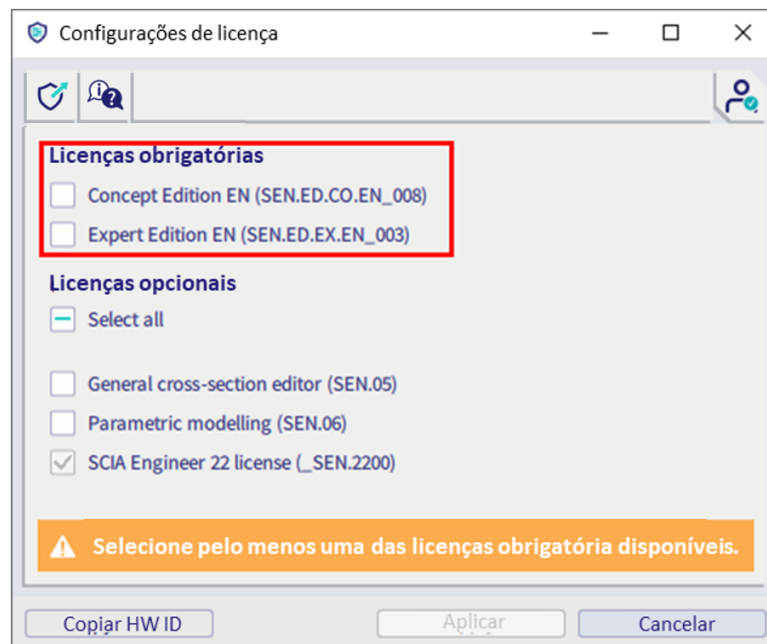 Configurações de licença
Licenças obrigatórias
Concept Edition EN (SEN.ED.CO.EN_008)
Expert Edition EN (SEN.ED.EX.EN_003)
Licenças opcionais
Select all
General cross-section editor (SEN.05)
Parametric modelling (SEN.06)
SCIA Engineer 22 license (_SEN.2200)
Selecione pelo menos uma das licenças obrigatória disponíveis.
Copiar HW ID Aplicar Cancelar